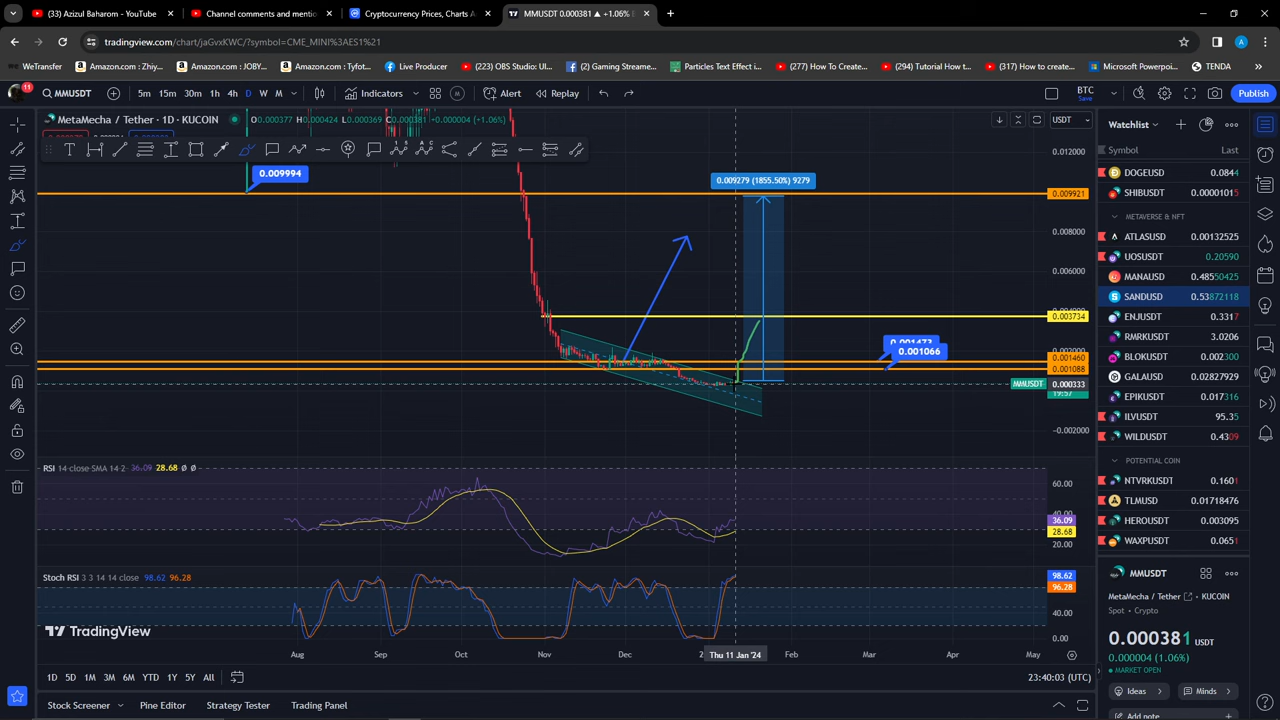 (33) Azizul Baharom - YouTube
Channel comments and mentio
Cryptocurrency Prices, Charts A
MMUSDT 0.000381 ▲ +1.06%
tradingview.com/chart/jaGvxKWC/?symbol=CME_MINI%3AES1%21
WeTransfer
Amazon.com : Zhiy...
Amazon.com : JOBY...
Amazon.com : Tyfot...
Live Producer
(223) OBS Studio: Ul...
(2) Gaming Streame...
Particles Text Effect i...
(277) How To Create...
(294) Tutorial How t...
(317) How to create...
Microsoft Powerpoi...
TENDA
11
MMUSDT
5m 15m 30m 1h 4h D W M
Indicators
Alert
Replay
BTC
Save
Publish
MetaMecha / Tether · 1D · KUCOIN
O0.000377 H0.000424 L0.000369 C0.000381 +0.000004 (+1.06%)
USDT
0.009994
0.009279 (1855.50%) 9279
0.001473
0.001066
0.012000
0.009921
0.008000
0.006000
0.003734
0.001460
0.001088
MMUSDT 0.000333
19:57
−0.002000
RSI 14 close SMA 14 2 36.09 28.68 Ø Ø
60.00
36.09
28.68
20.00
Stoch RSI 3 3 14 14 close 98.62 96.28
98.62
96.28
40.00
0.00
TradingView
Aug Sep Oct Nov Dec Thu 11 Jan '24 Feb Mar Apr May
1D 5D 1M 3M 6M YTD 1Y 5Y All
23:40:03 (UTC)
Stock Screener
Pine Editor
Strategy Tester
Trading Panel
Watchlist
Symbol Last
DOGEUSD 0.0844
SHIBUSDT 0.0000101
METAVERSE & NFT
ATLASUSD 0.00132525
UOSUSDT 0.20590
MANAUSD 0.48550425
SANDUSD 0.53872118
ENJUSDT 0.331
RMRKUSDT 3.0206
BLOKUSDT 0.002300
GALAUSD 0.02827929
EPIKUSDT 0.017316
ILVUSDT 95.35
WILDUSDT 0.4309
POTENTIAL COIN
NTVRKUSDT 0.1601
TLMUSD 0.01718476
HEROUSDT 0.003095
WAXPUSDT 0.0651
MMUSDT
MetaMecha / Tether · KUCOIN
Spot • Crypto
0.000381 USDT
0.000004 (1.06%)
MARKET OPEN
Ideas
Minds
Add note